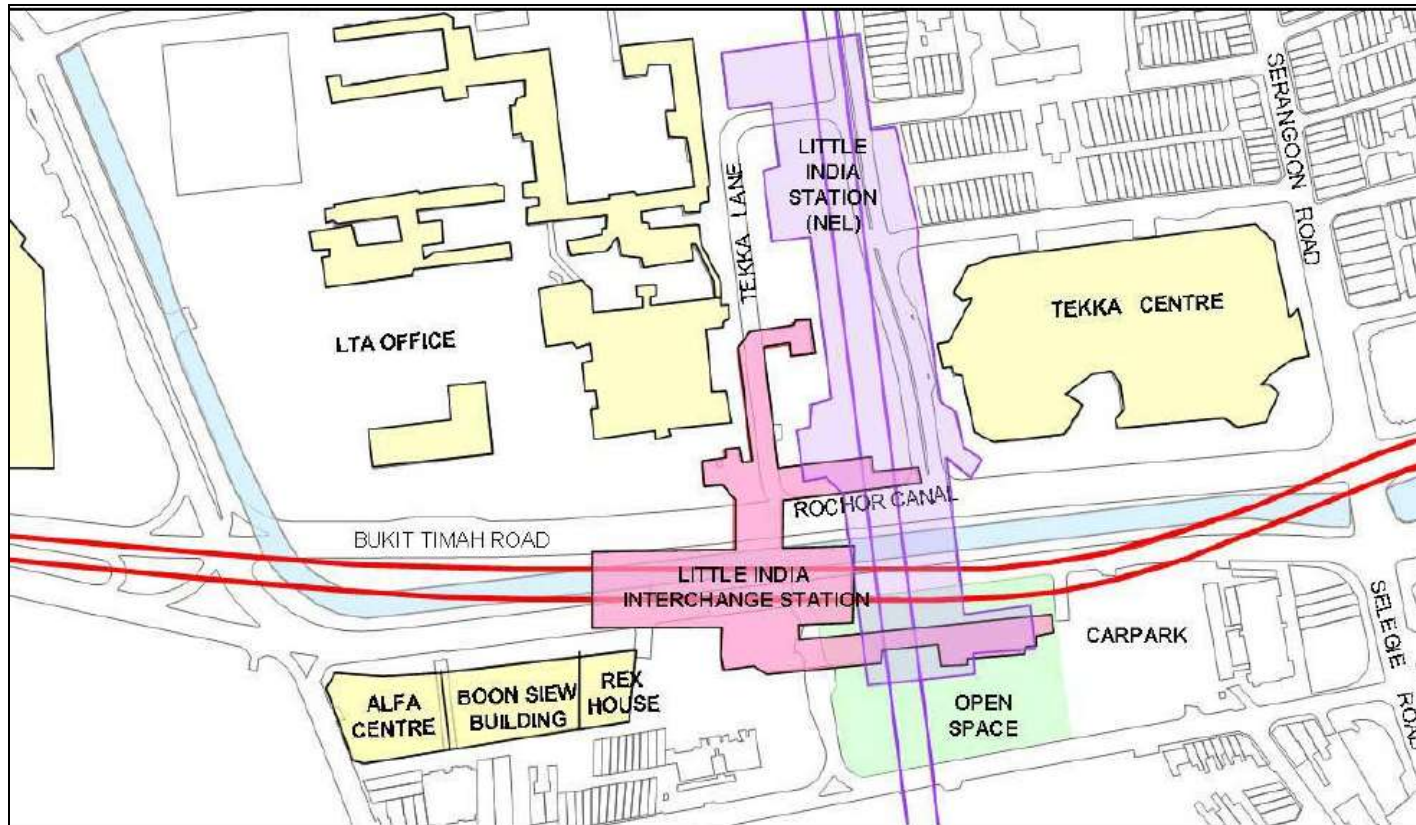 SERANGOON ROAD
LITTLE
INDIA
STATION
(NEL)
TEKKA LANE
TEKKA CENTRE
LTA OFFICE
ROCHOR CANAL
BUKIT TIMAH ROAD
LITTLE INDIA
INTERCHANGE STATION
CARPARK
SELEGIE ROAD
ALFA
CENTRE
BOON SIEW
BUILDING
REX
HOUSE
OPEN
SPACE